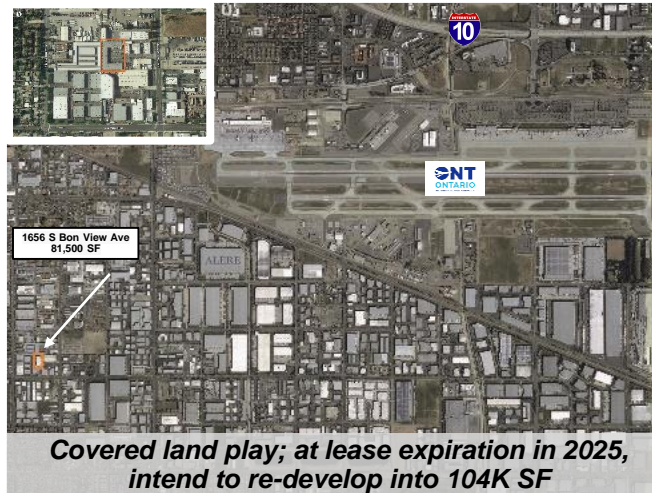 INTERSTATE
10
ONT
ONTARIO
1656 S Bon View Ave
81,500 SF
ALERE
Covered land play; at lease expiration in 2025,
intend to re-develop into 104K SF